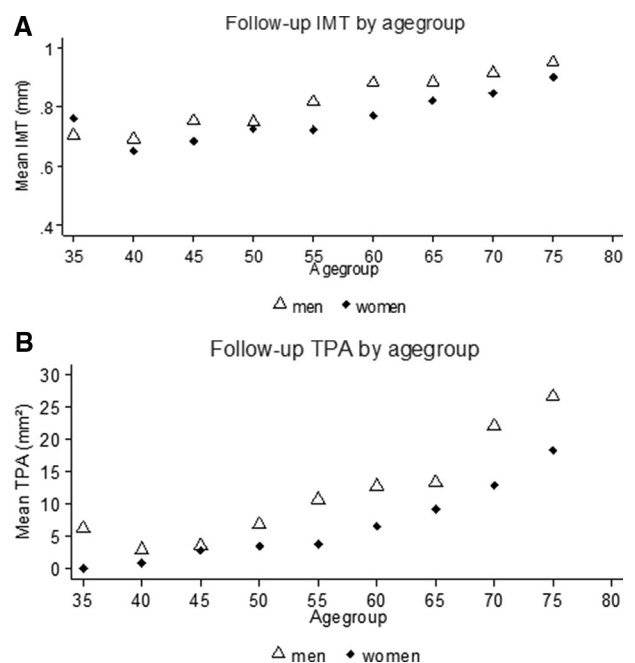 A
Follow-up IMT by agegroup
Mean IMT (mm)
1
.8
.6
.4
35 40 45 50 55 60 65 70 75 80
Agegroup
men women
B
Follow-up TPA by agegroup
Mean TPA (mm²)
30
25
20
15
10
5
0
35 40 45 50 55 60 65 70 75 80
Agegroup
men women